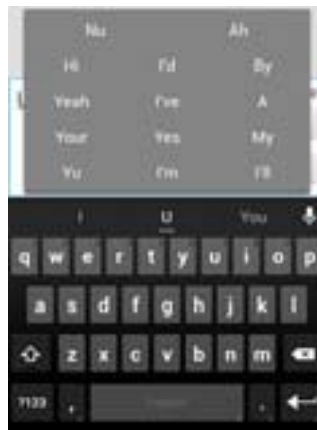 Nu Ah
Hi I'd By
Yeah I've A
Your Yes My
Yu I'm I'll
I U You
q w e r t y u i o p
a s d f g h j k l
z x c v b n m
?123 , .